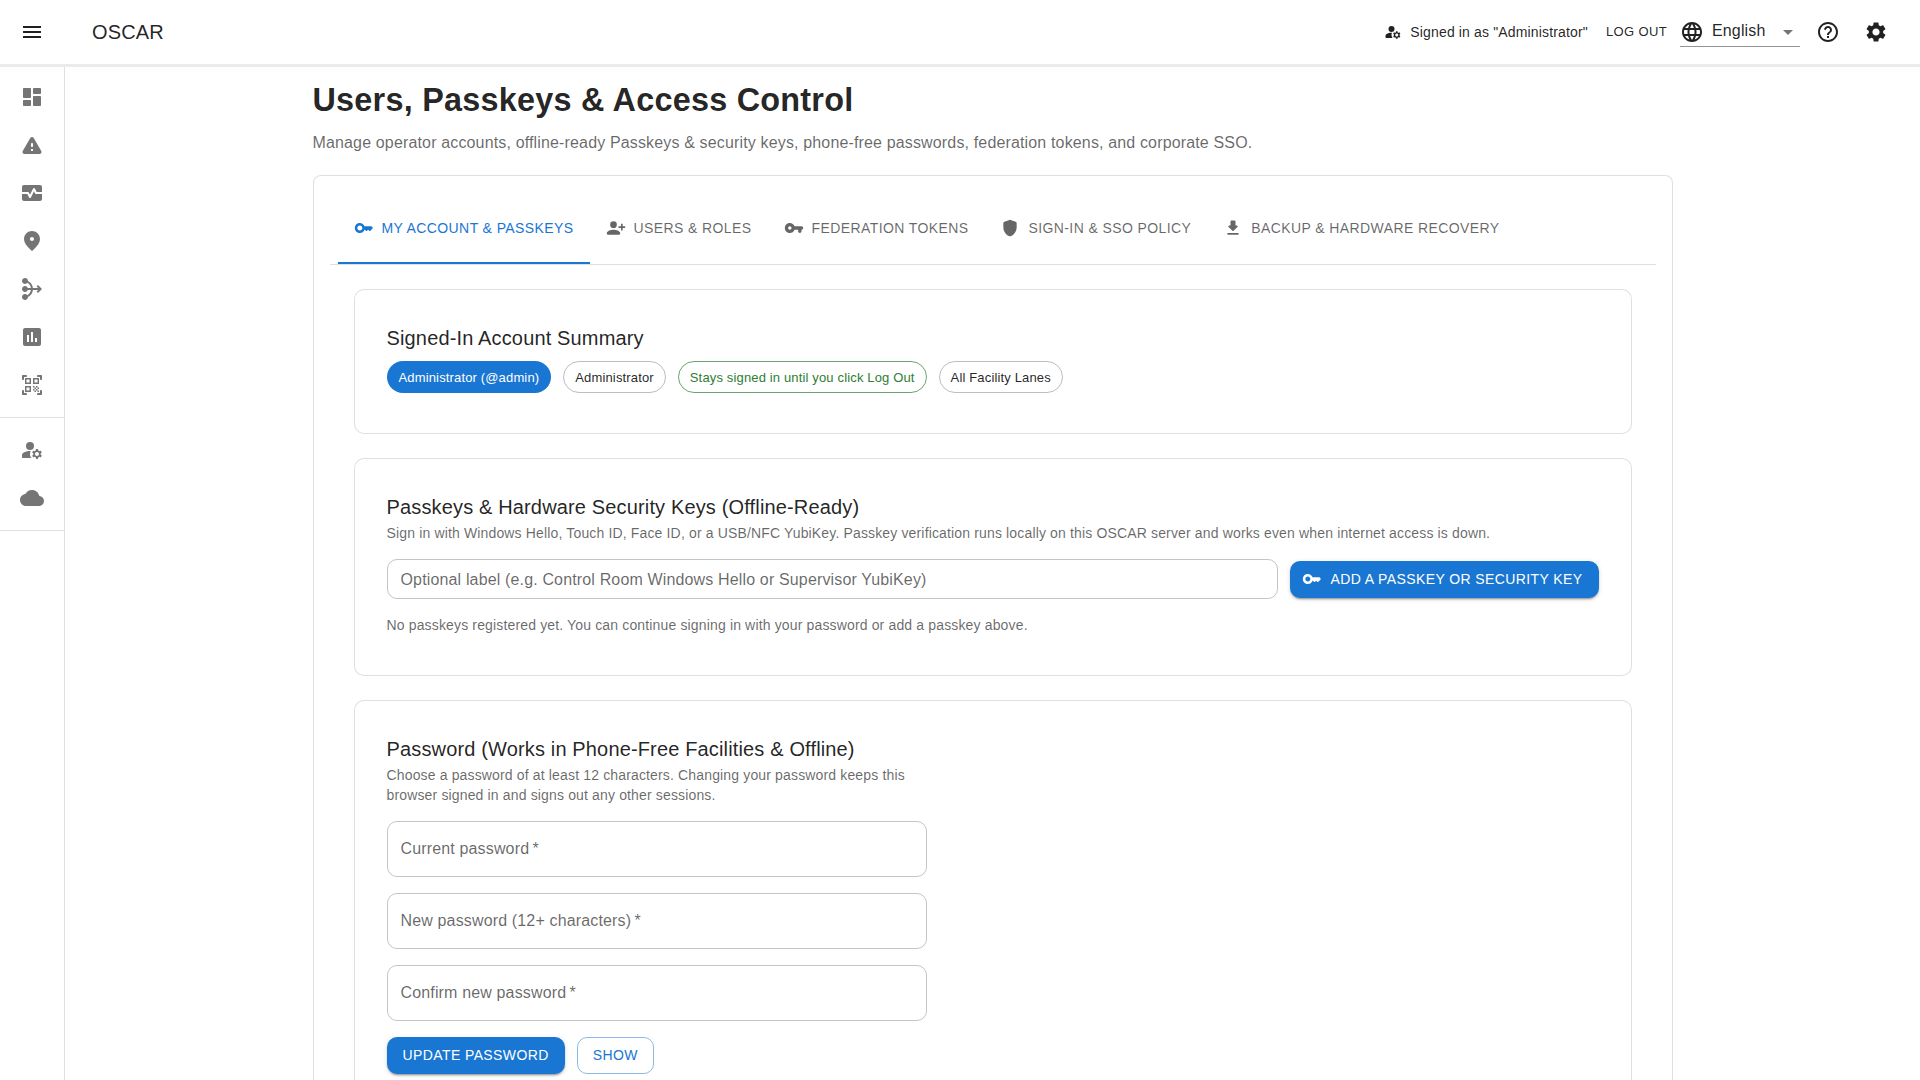 OSCAR
Signed in as "Administrator"
LOG OUT
English
Users, Passkeys & Access Control
Manage operator accounts, offline-ready Passkeys & security keys, phone-free passwords, federation tokens, and corporate SSO.
MY ACCOUNT & PASSKEYS
USERS & ROLES
FEDERATION TOKENS
SIGN-IN & SSO POLICY
BACKUP & HARDWARE RECOVERY
Signed-In Account Summary
Administrator (@admin)
Administrator
Stays signed in until you click Log Out
All Facility Lanes
Passkeys & Hardware Security Keys (Offline-Ready)
Sign in with Windows Hello, Touch ID, Face ID, or a USB/NFC YubiKey. Passkey verification runs locally on this OSCAR server and works even when internet access is down.
Optional label (e.g. Control Room Windows Hello or Supervisor YubiKey)
ADD A PASSKEY OR SECURITY KEY
No passkeys registered yet. You can continue signing in with your password or add a passkey above.
Password (Works in Phone-Free Facilities & Offline)
Choose a password of at least 12 characters. Changing your password keeps this
browser signed in and signs out any other sessions.
Current password *
New password (12+ characters) *
Confirm new password *
UPDATE PASSWORD
SHOW